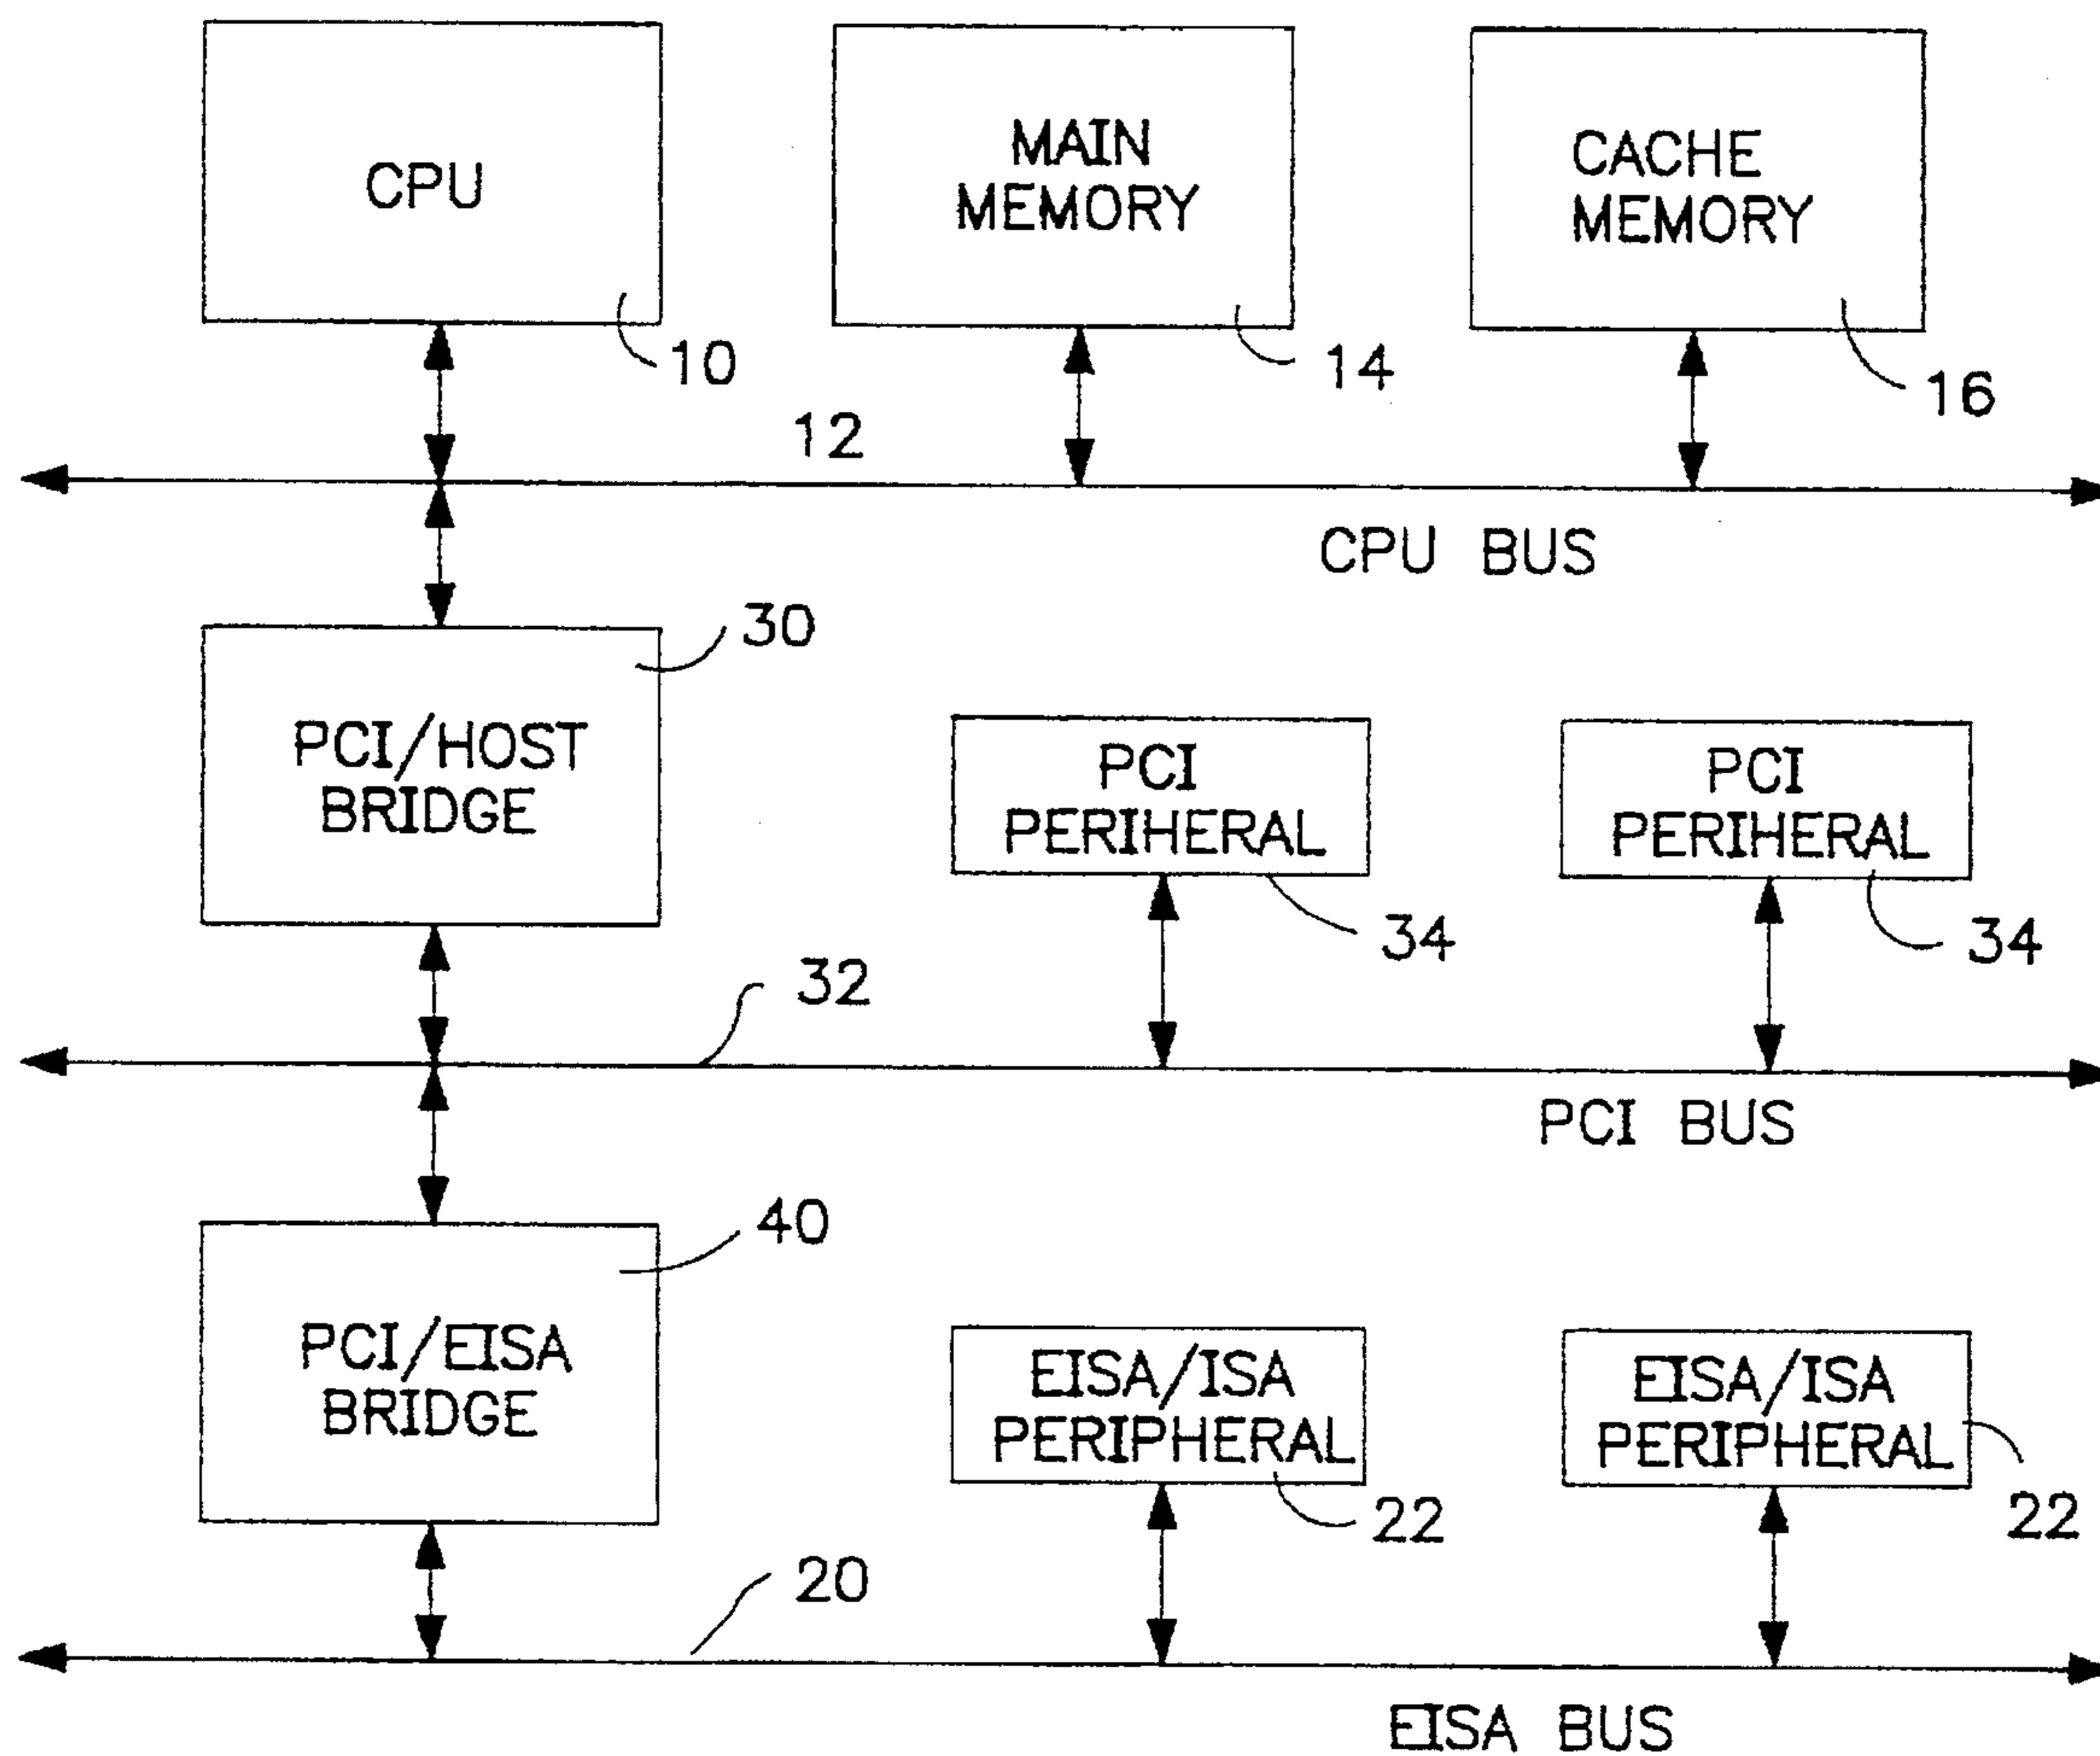 CPU
MAIN
MEMORY
CACHE
MEMORY
10
14
16
12
CPU BUS
30
PCI/HOST
BRIDGE
PCI
PERIHERAL
PCI
PERIHERAL
34
34
32
PCI BUS
40
PCI/EISA
BRIDGE
EISA/ISA
PERIPHERAL
EISA/ISA
PERIPHERAL
22
22
20
EISA BUS